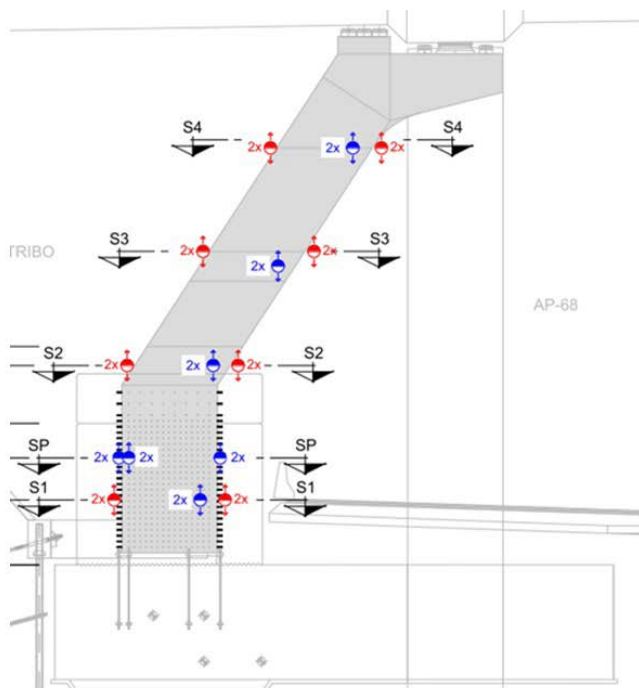 S4 S4
2x 2x 2x
S3 S3
2x 2x
TRIBO
2x
AP-68
S2 S2
2x 2x 2x
SP SP
2x 2x 2x
S1 S1
2x 2x 2x